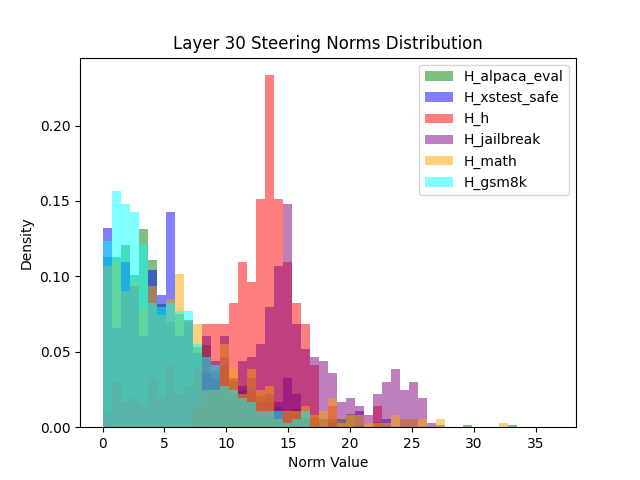 Layer 30 Steering Norms Distribution
H_alpaca_eval
H_xstest_safe
H_h
H_jailbreak
H_math
H_gsm8k
Density
0.20
0.15
0.10
0.05
0.00
0
5
10
15
20
25
30
35
Norm Value